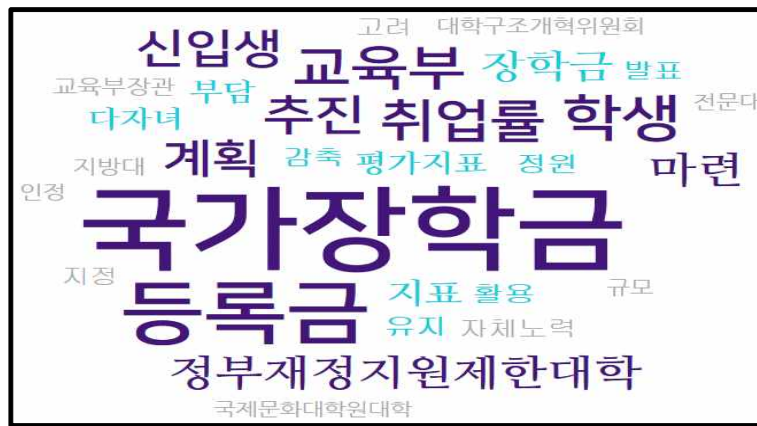 고려 대학구조개혁위원회
신입생 교육부 장학금 발표
교육부장관 부담
다자녀 추진 취업률 학생 전문대
지방대 계획 감축 평가지표 정원 마련
인정
국가장학금
지정
등록금 지표 활용 규모
유지 자체노력
정부재정지원제한대학
국제문화대학원대학